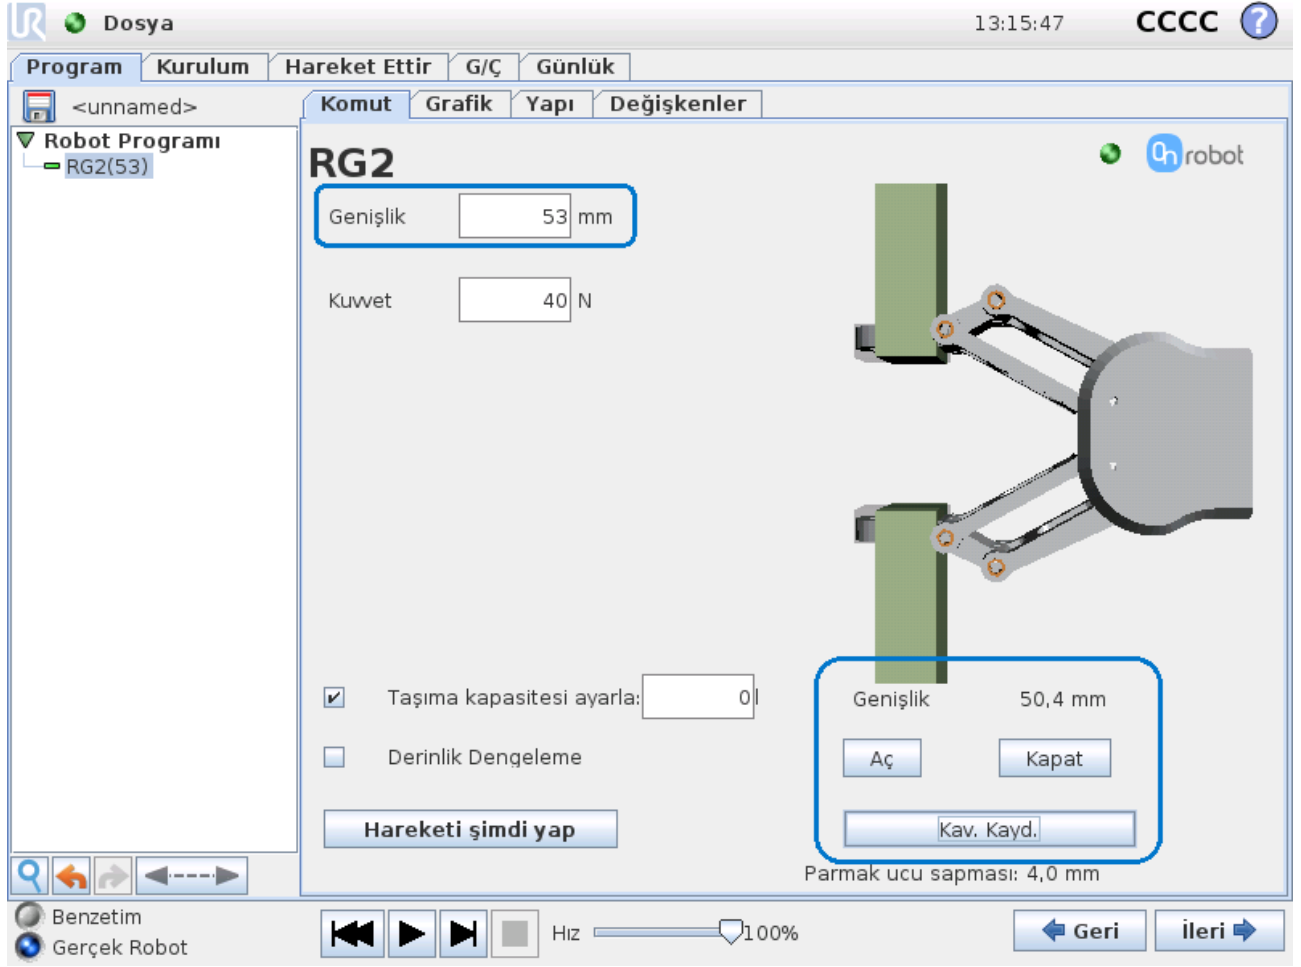 UR Dosya 13:15:47 CCCC ?
Program Kurulum Hareket Ettir G/Ç Günlük
<unnamed> Komut Grafik Yapı Değişkenler
Robot Programı
RG2(53)
RG2
On robot
Genişlik 53 mm
Kuvvet 40 N
Taşıma kapasitesi ayarla: 0
Genişlik 50,4 mm
Derinlik Dengeleme
Aç Kapat
Hareketi şimdi yap
Kav. Kayd.
Parmak ucu sapması: 4,0 mm
Benzetim
Gerçek Robot
Hız 100%
Geri İleri